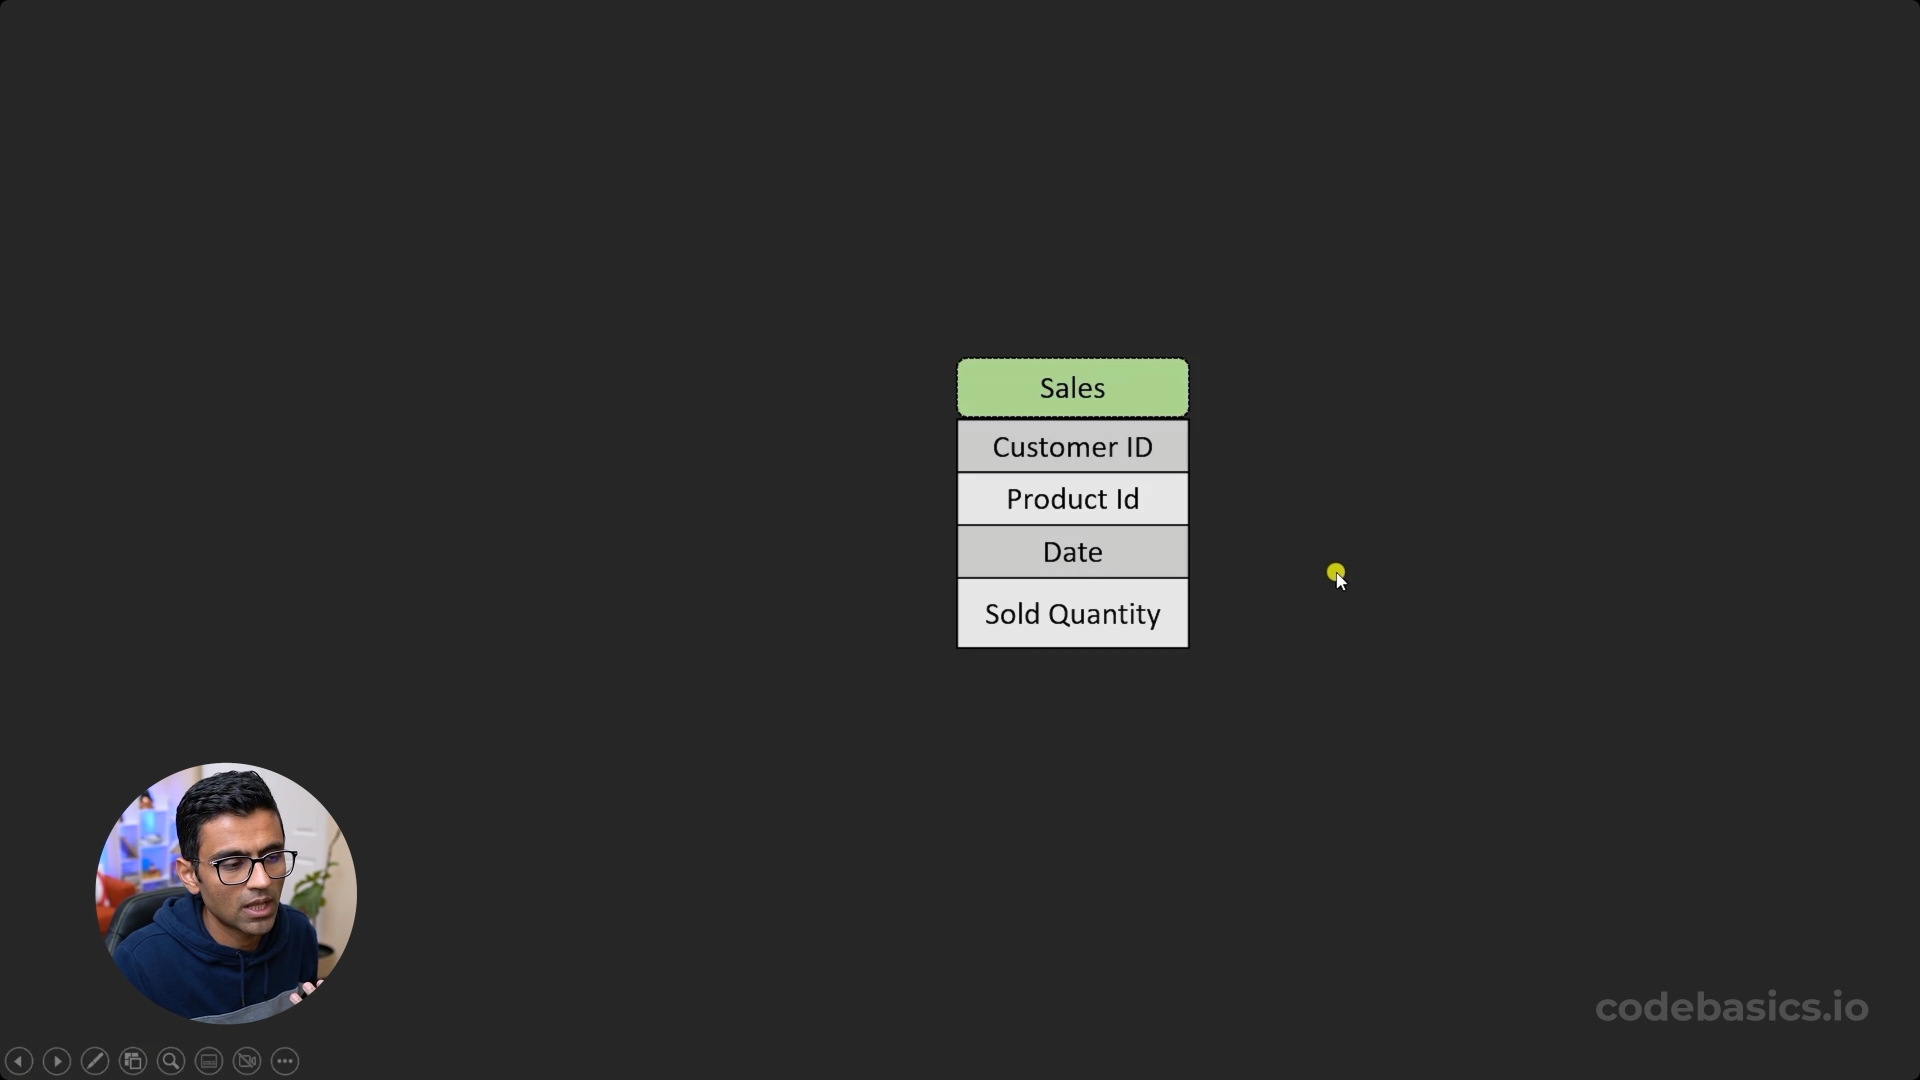 Sales
Customer ID
Product Id
Date
Sold Quantity
codebasics.io